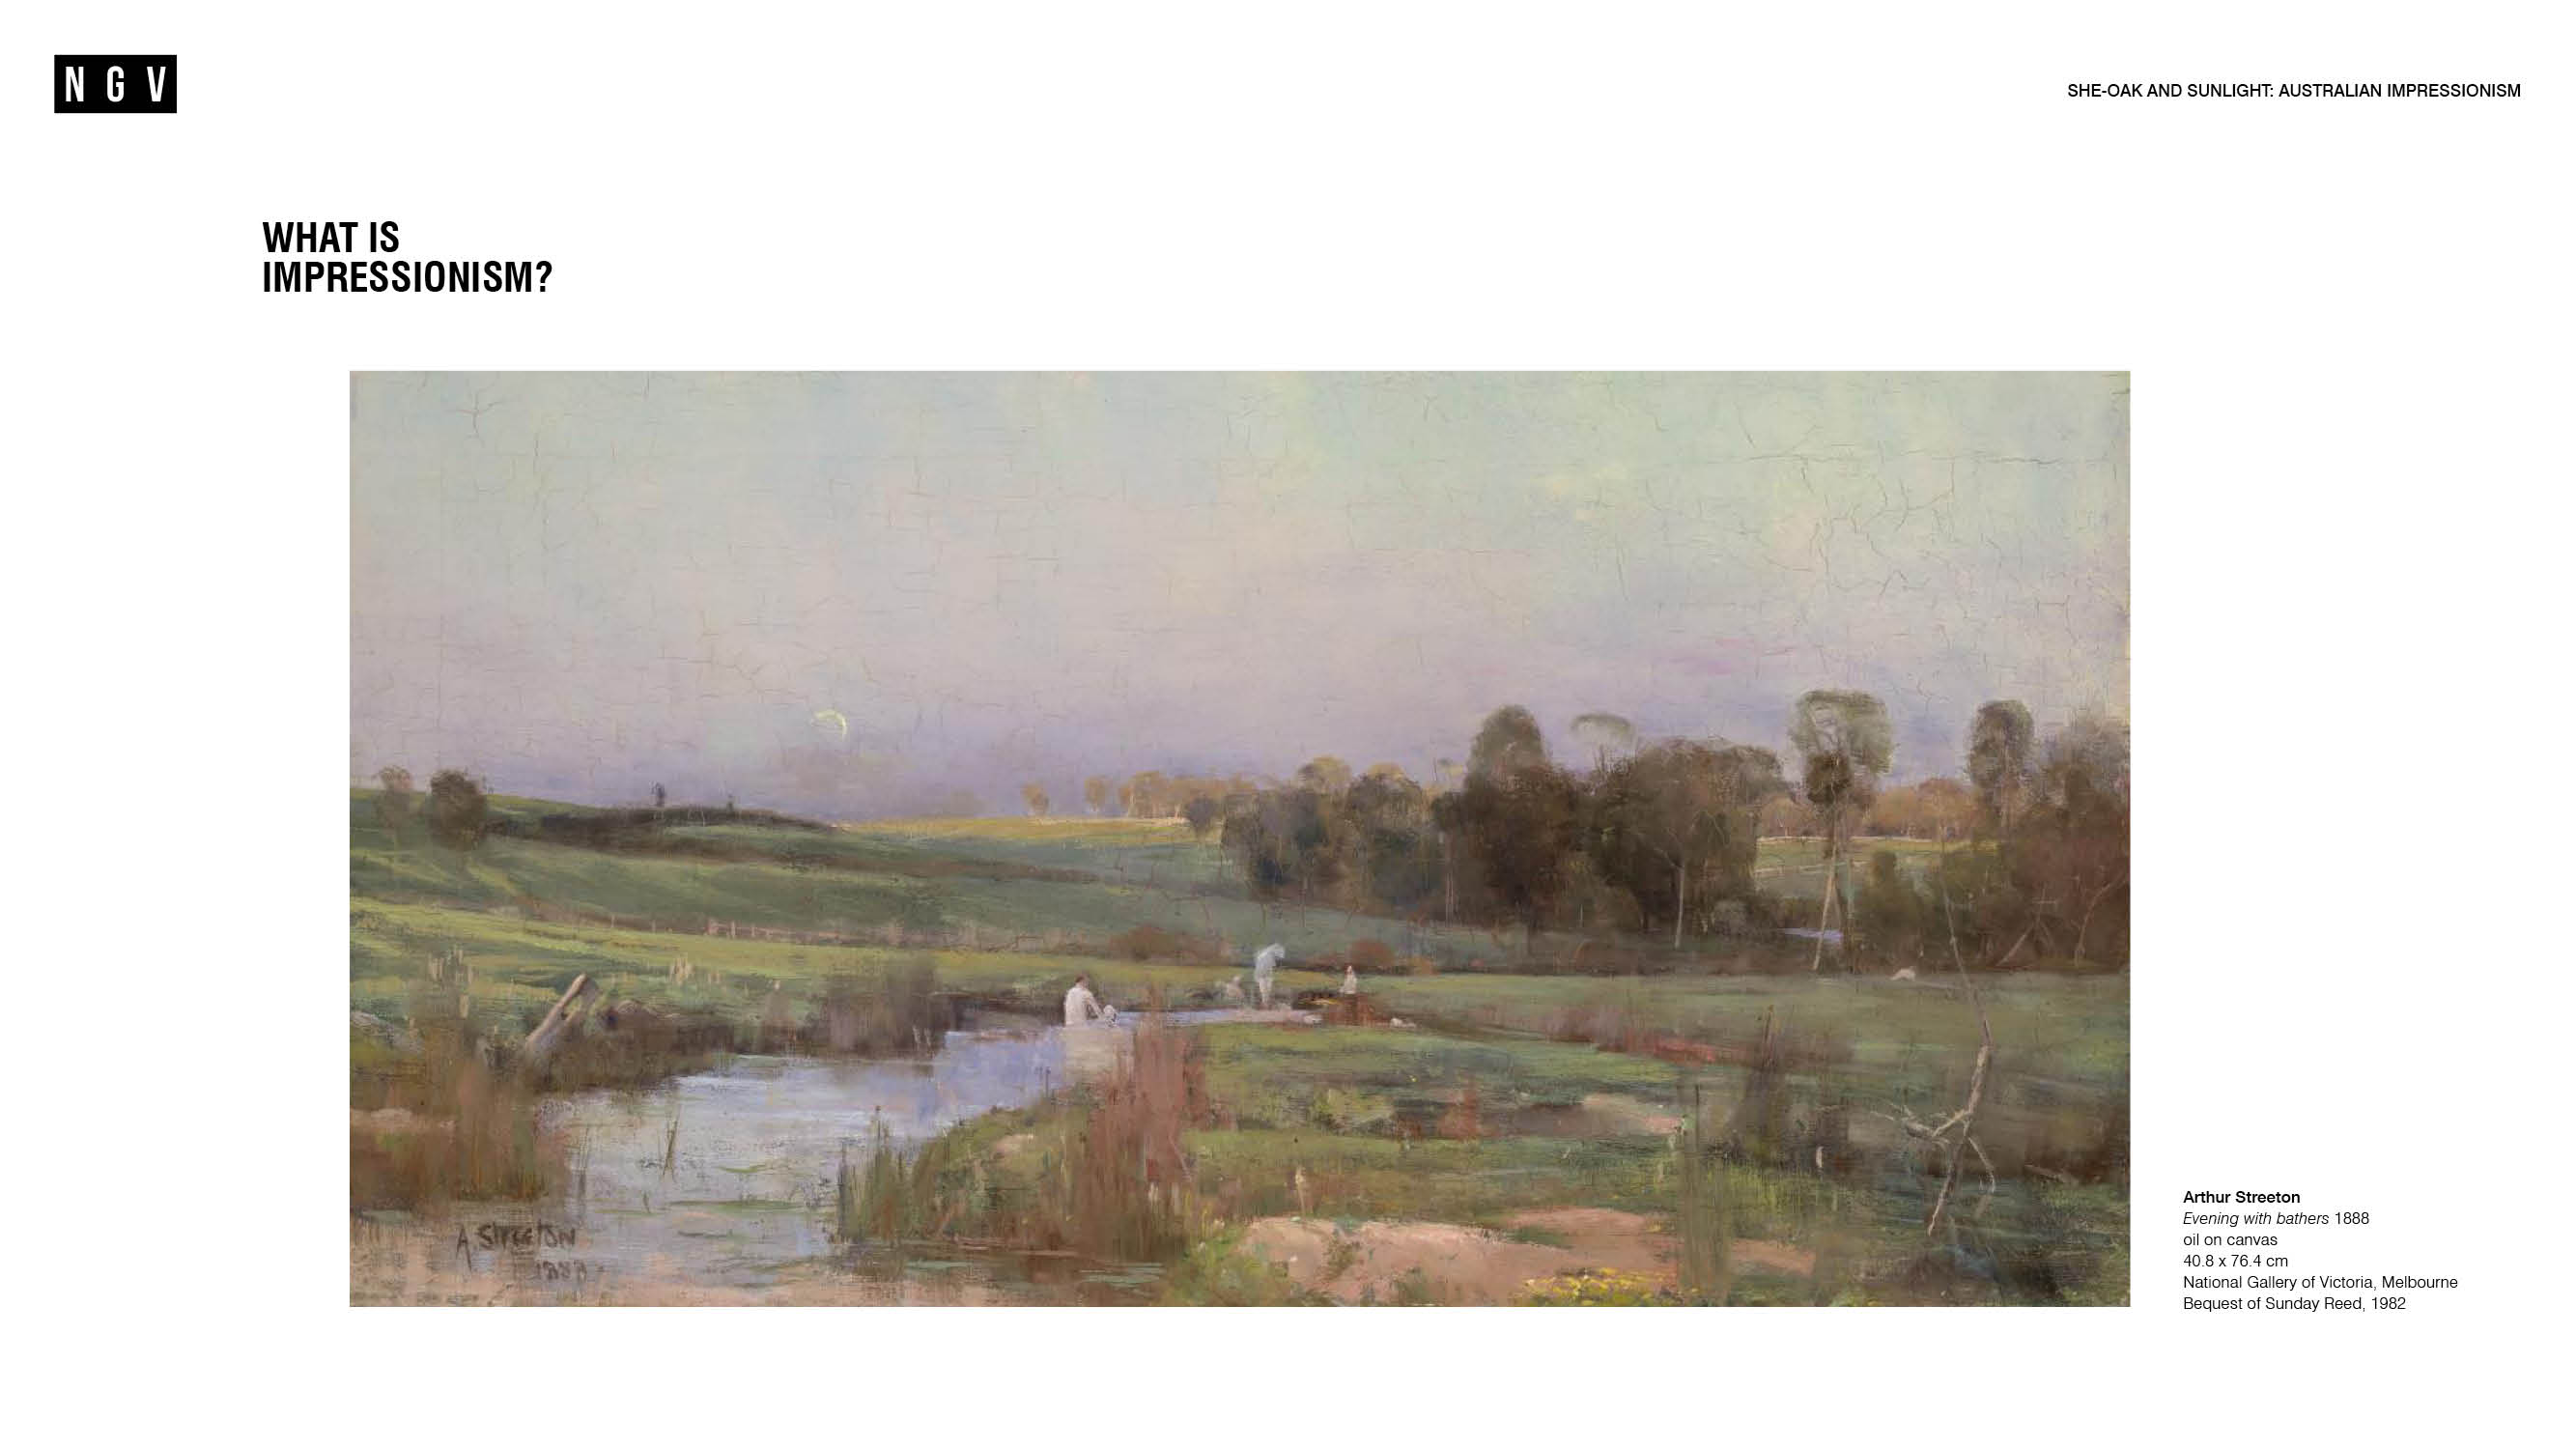 NGV
SHE-OAK AND SUNLIGHT: AUSTRALIAN IMPRESSIONISM
WHAT IS
IMPRESSIONISM?
A STREETON
1888
Arthur Streeton
Evening with bathers 1888
oil on canvas
40.8 x 76.4 cm
National Gallery of Victoria, Melbourne
Bequest of Sunday Reed, 1982